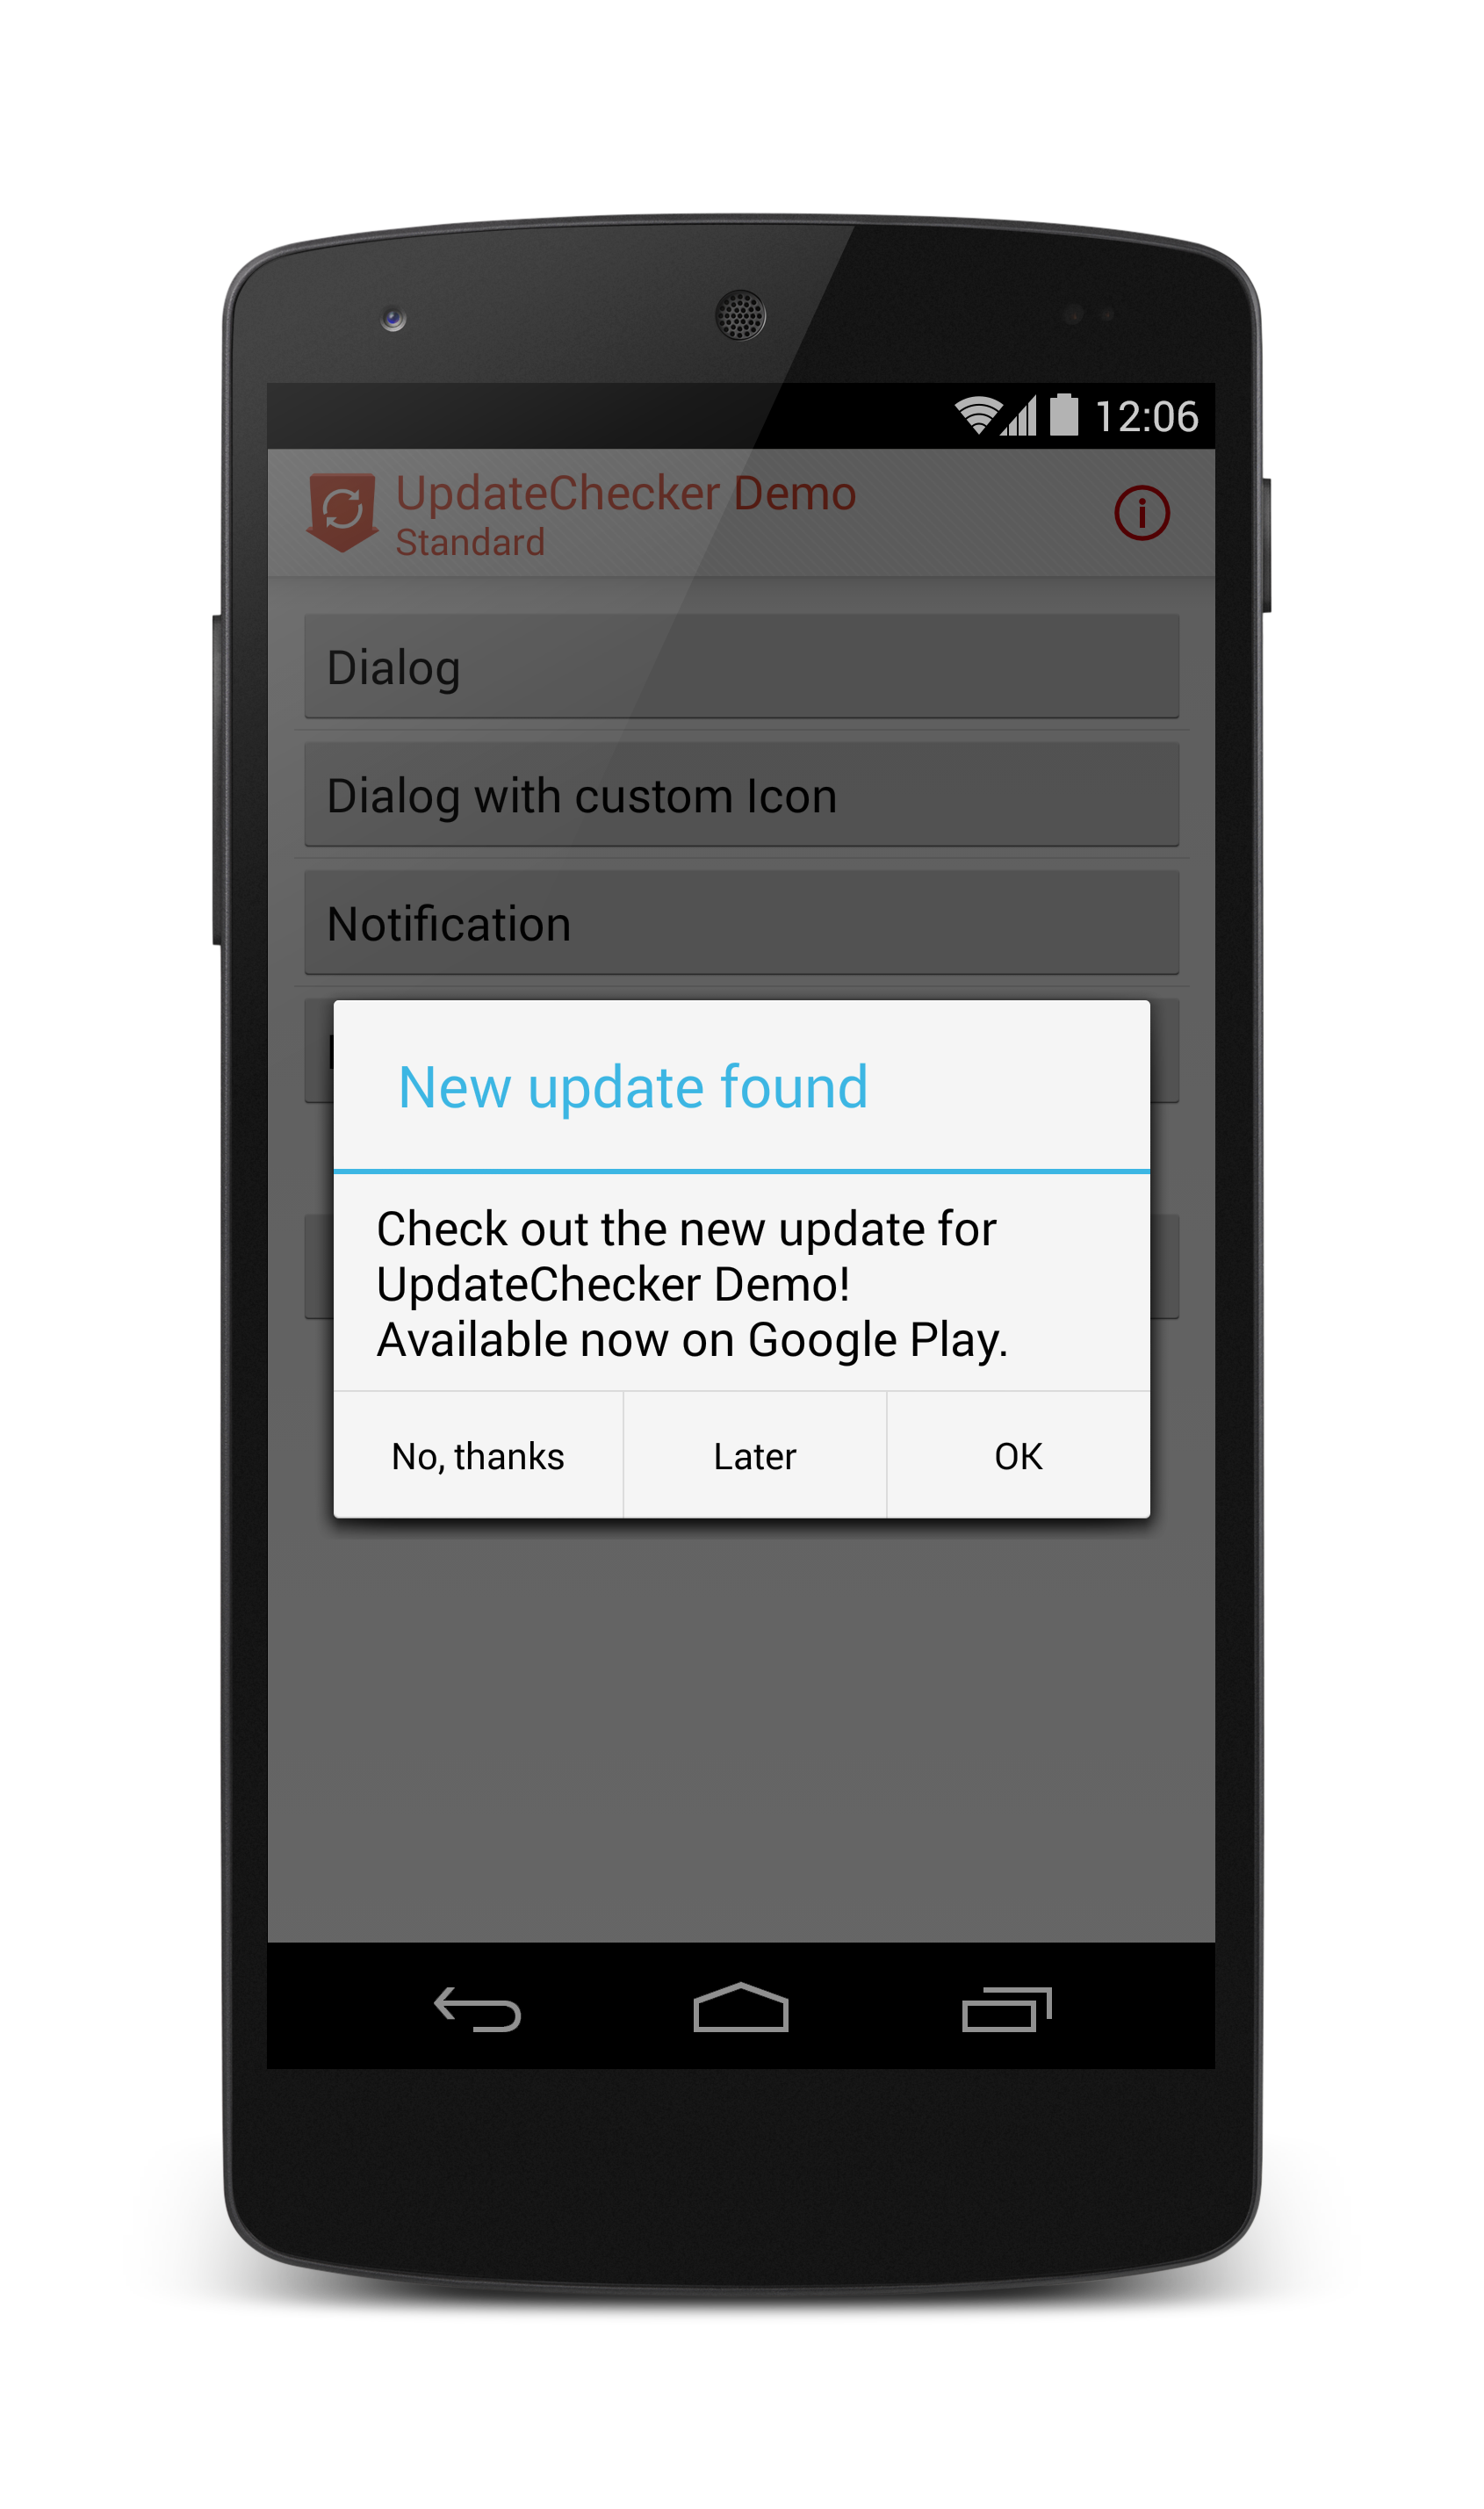 12:06
UpdateChecker Demo
Standard
Dialog
Dialog with custom Icon
Notification
New update found
Check out the new update for
UpdateChecker Demo!
Available now on Google Play.
No, thanks
Later
OK